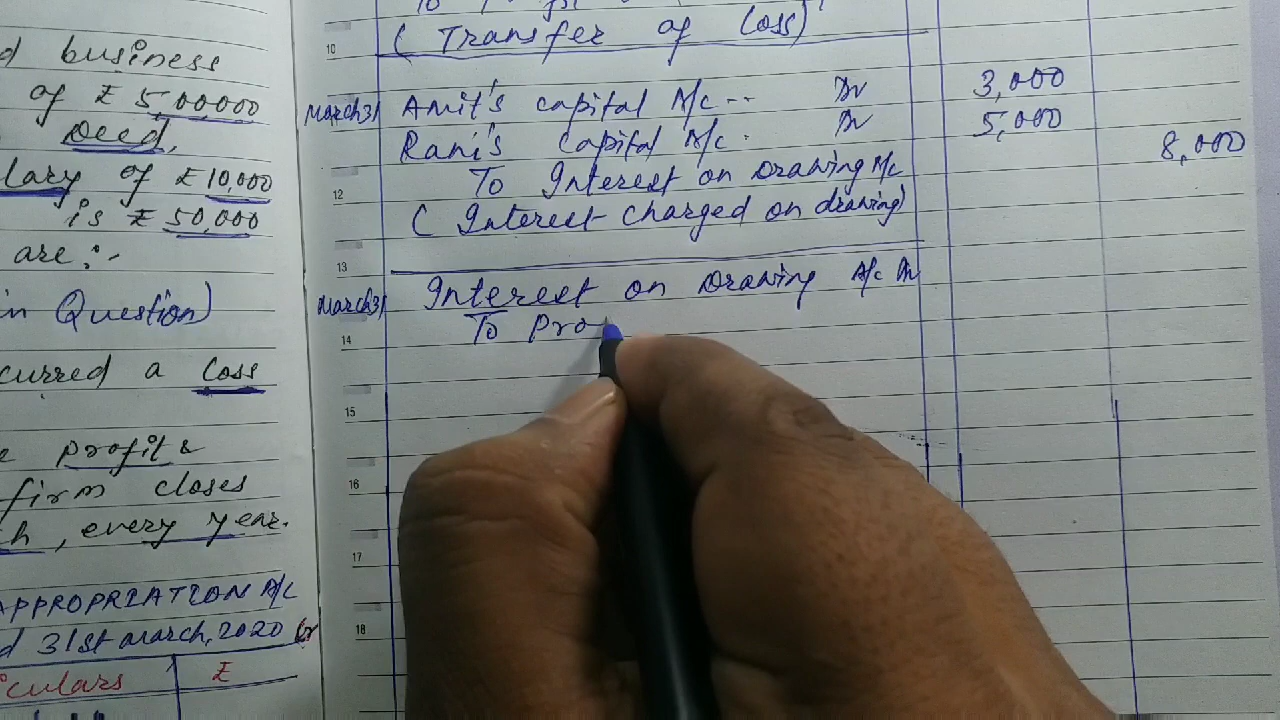 d business
of ₹ 5,00000
Deed,
lary of ₹ 10,000
is ₹ 50,000
are :-
in Question)
curred a Loss
e profit &
firm closes
h, every year.
APPROPRIATION A/c
d 31st march, 2020 Cr
culars ₹
( Transfer of Loss)
10
March31 Amit's capital A/c -- Dr 3,000
Rani's Capital A/c. Dr 5,000
To Interest on Drawing A/c 8,000
12
( Interest charged on drawing)
13
March31 Interest on Drawing A/c Dr
To Pro
14
15
16
17
18